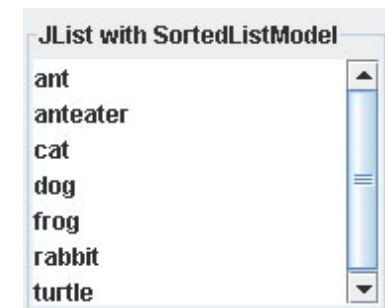 JList with SortedListModel
ant
anteater
cat
dog
frog
rabbit
turtle